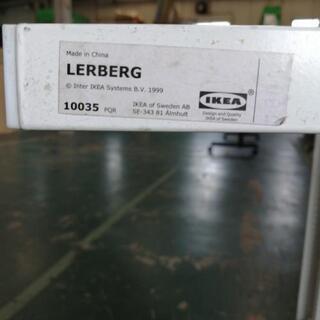 Made in China
LERBERG
© Inter IKEA Systems B.V. 1999
10035 PQR
IKEA of Sweden AB
SE-343 81 Älmhult
IKEA
Design and Quality
IKEA of Sweden